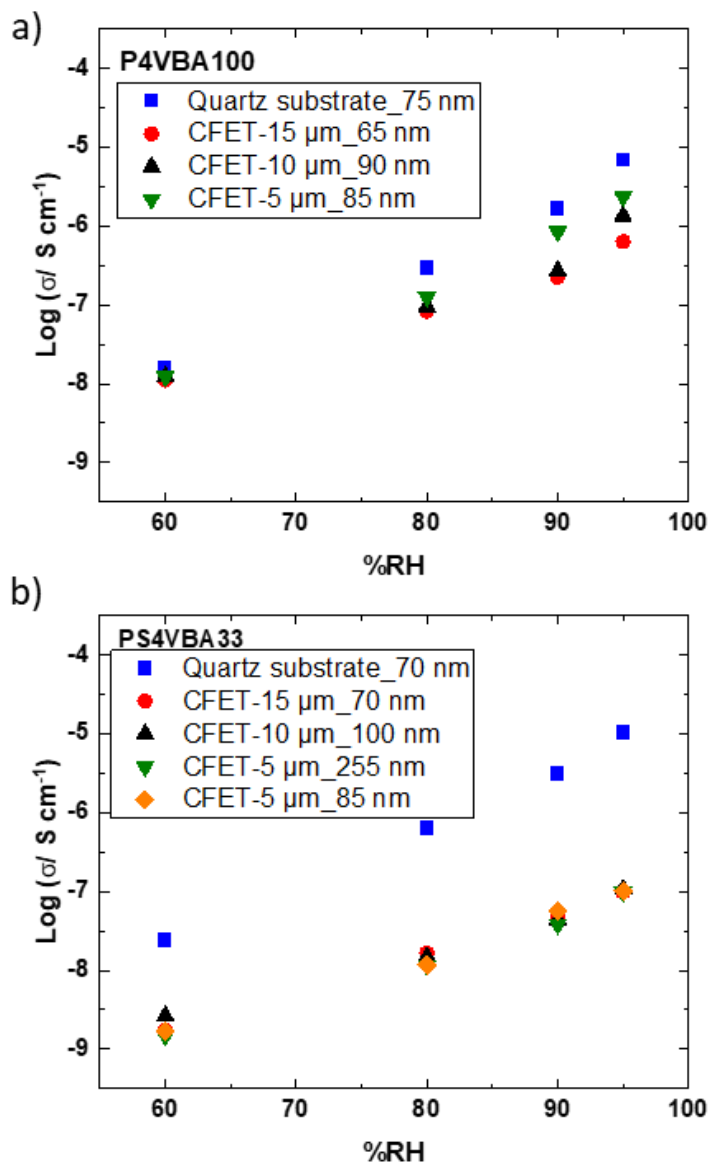 a)
P4VBA100
Quartz substrate_75 nm
CFET-15 µm_65 nm
CFET-10 µm_90 nm
CFET-5 µm_85 nm
-4
-5
-6
-7
-8
-9
Log (σ/ S cm⁻¹)
60 70 80 90 100
%RH
b)
PS4VBA33
Quartz substrate_70 nm
CFET-15 µm_70 nm
CFET-10 µm_100 nm
CFET-5 µm_255 nm
CFET-5 µm_85 nm
-4
-5
-6
-7
-8
-9
Log (σ/ S cm⁻¹)
60 70 80 90 100
%RH